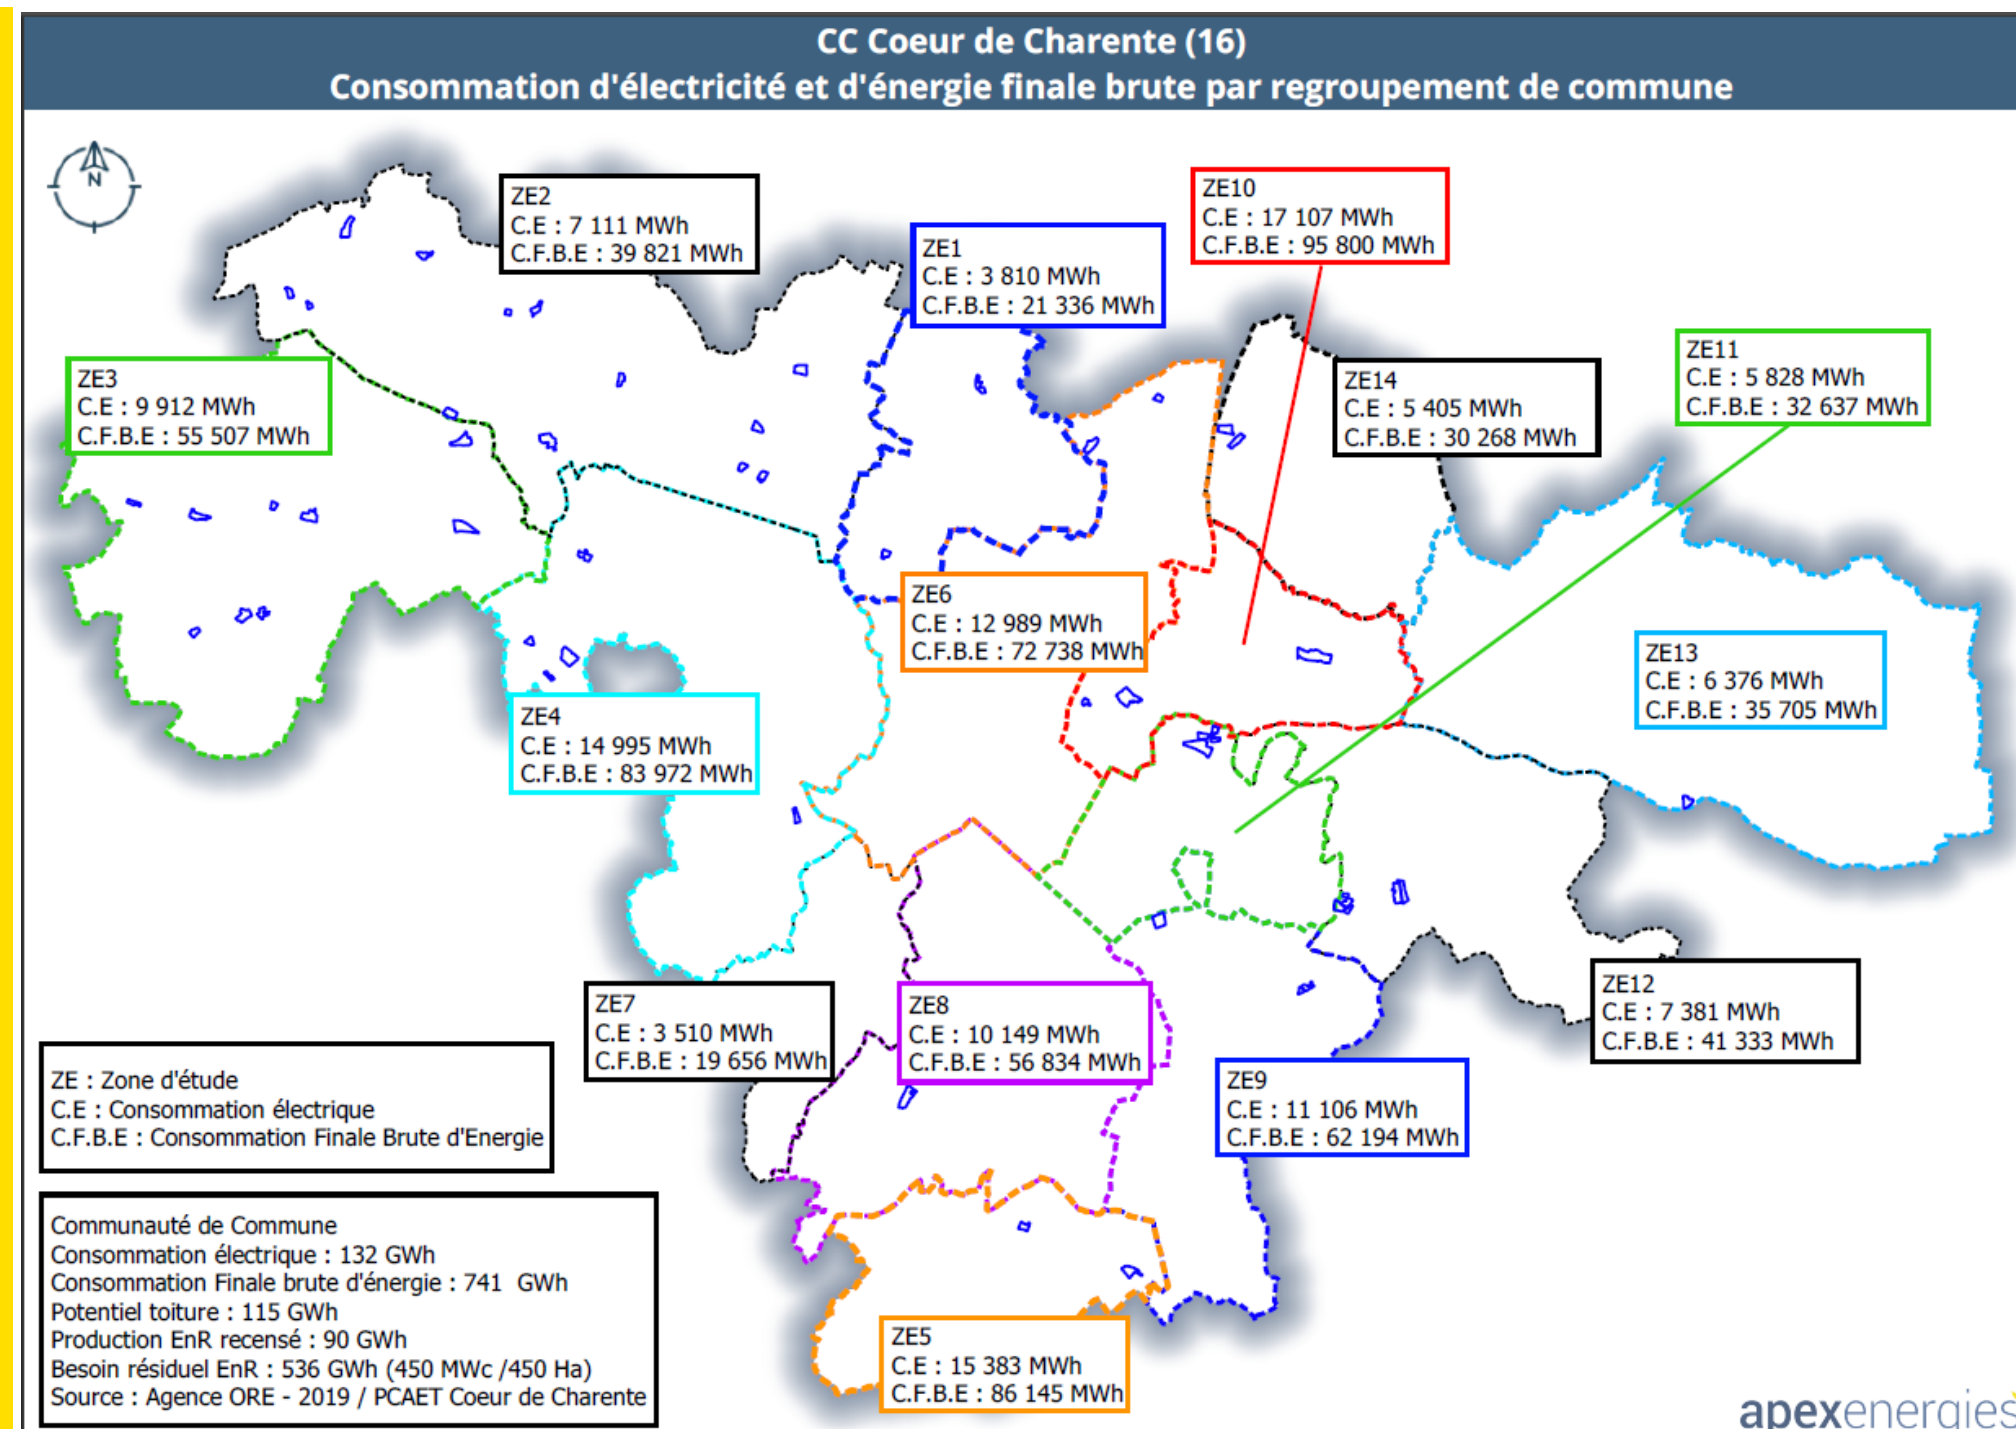 CC Coeur de Charente (16)
Consommation d'électricité et d'énergie finale brute par regroupement de commune
N
ZE2
C.E : 7 111 MWh
C.F.B.E : 39 821 MWh
ZE10
C.E : 17 107 MWh
C.F.B.E : 95 800 MWh
ZE1
C.E : 3 810 MWh
C.F.B.E : 21 336 MWh
ZE11
C.E : 5 828 MWh
C.F.B.E : 32 637 MWh
ZE3
C.E : 9 912 MWh
C.F.B.E : 55 507 MWh
ZE14
C.E : 5 405 MWh
C.F.B.E : 30 268 MWh
ZE6
C.E : 12 989 MWh
C.F.B.E : 72 738 MWh
ZE13
C.E : 6 376 MWh
C.F.B.E : 35 705 MWh
ZE4
C.E : 14 995 MWh
C.F.B.E : 83 972 MWh
ZE7
C.E : 3 510 MWh
C.F.B.E : 19 656 MWh
ZE8
C.E : 10 149 MWh
C.F.B.E : 56 834 MWh
ZE12
C.E : 7 381 MWh
C.F.B.E : 41 333 MWh
ZE9
C.E : 11 106 MWh
C.F.B.E : 62 194 MWh
ZE : Zone d'étude
C.E : Consommation électrique
C.F.B.E : Consommation Finale Brute d'Energie
Communauté de Commune
Consommation électrique : 132 GWh
Consommation Finale brute d'énergie : 741 GWh
Potentiel toiture : 115 GWh
Production EnR recensé : 90 GWh
Besoin résiduel EnR : 536 GWh (450 MWc /450 Ha)
Source : Agence ORE - 2019 / PCAET Coeur de Charente
ZE5
C.E : 15 383 MWh
C.F.B.E : 86 145 MWh
apexenergies